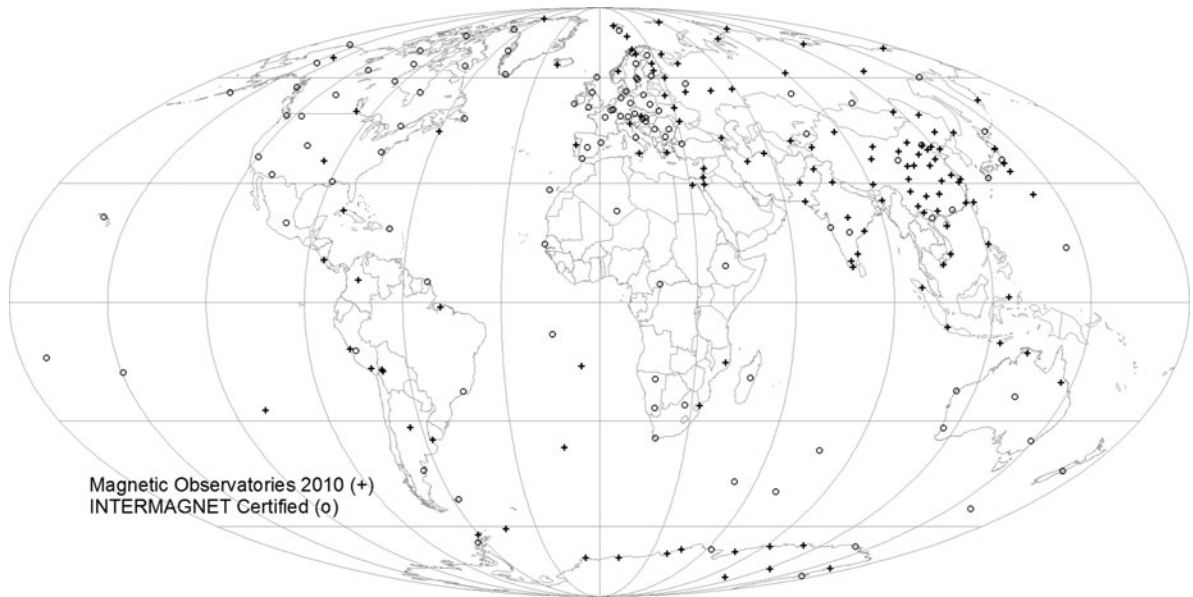 Magnetic Observatories 2010 (+)
INTERMAGNET Certified (o)